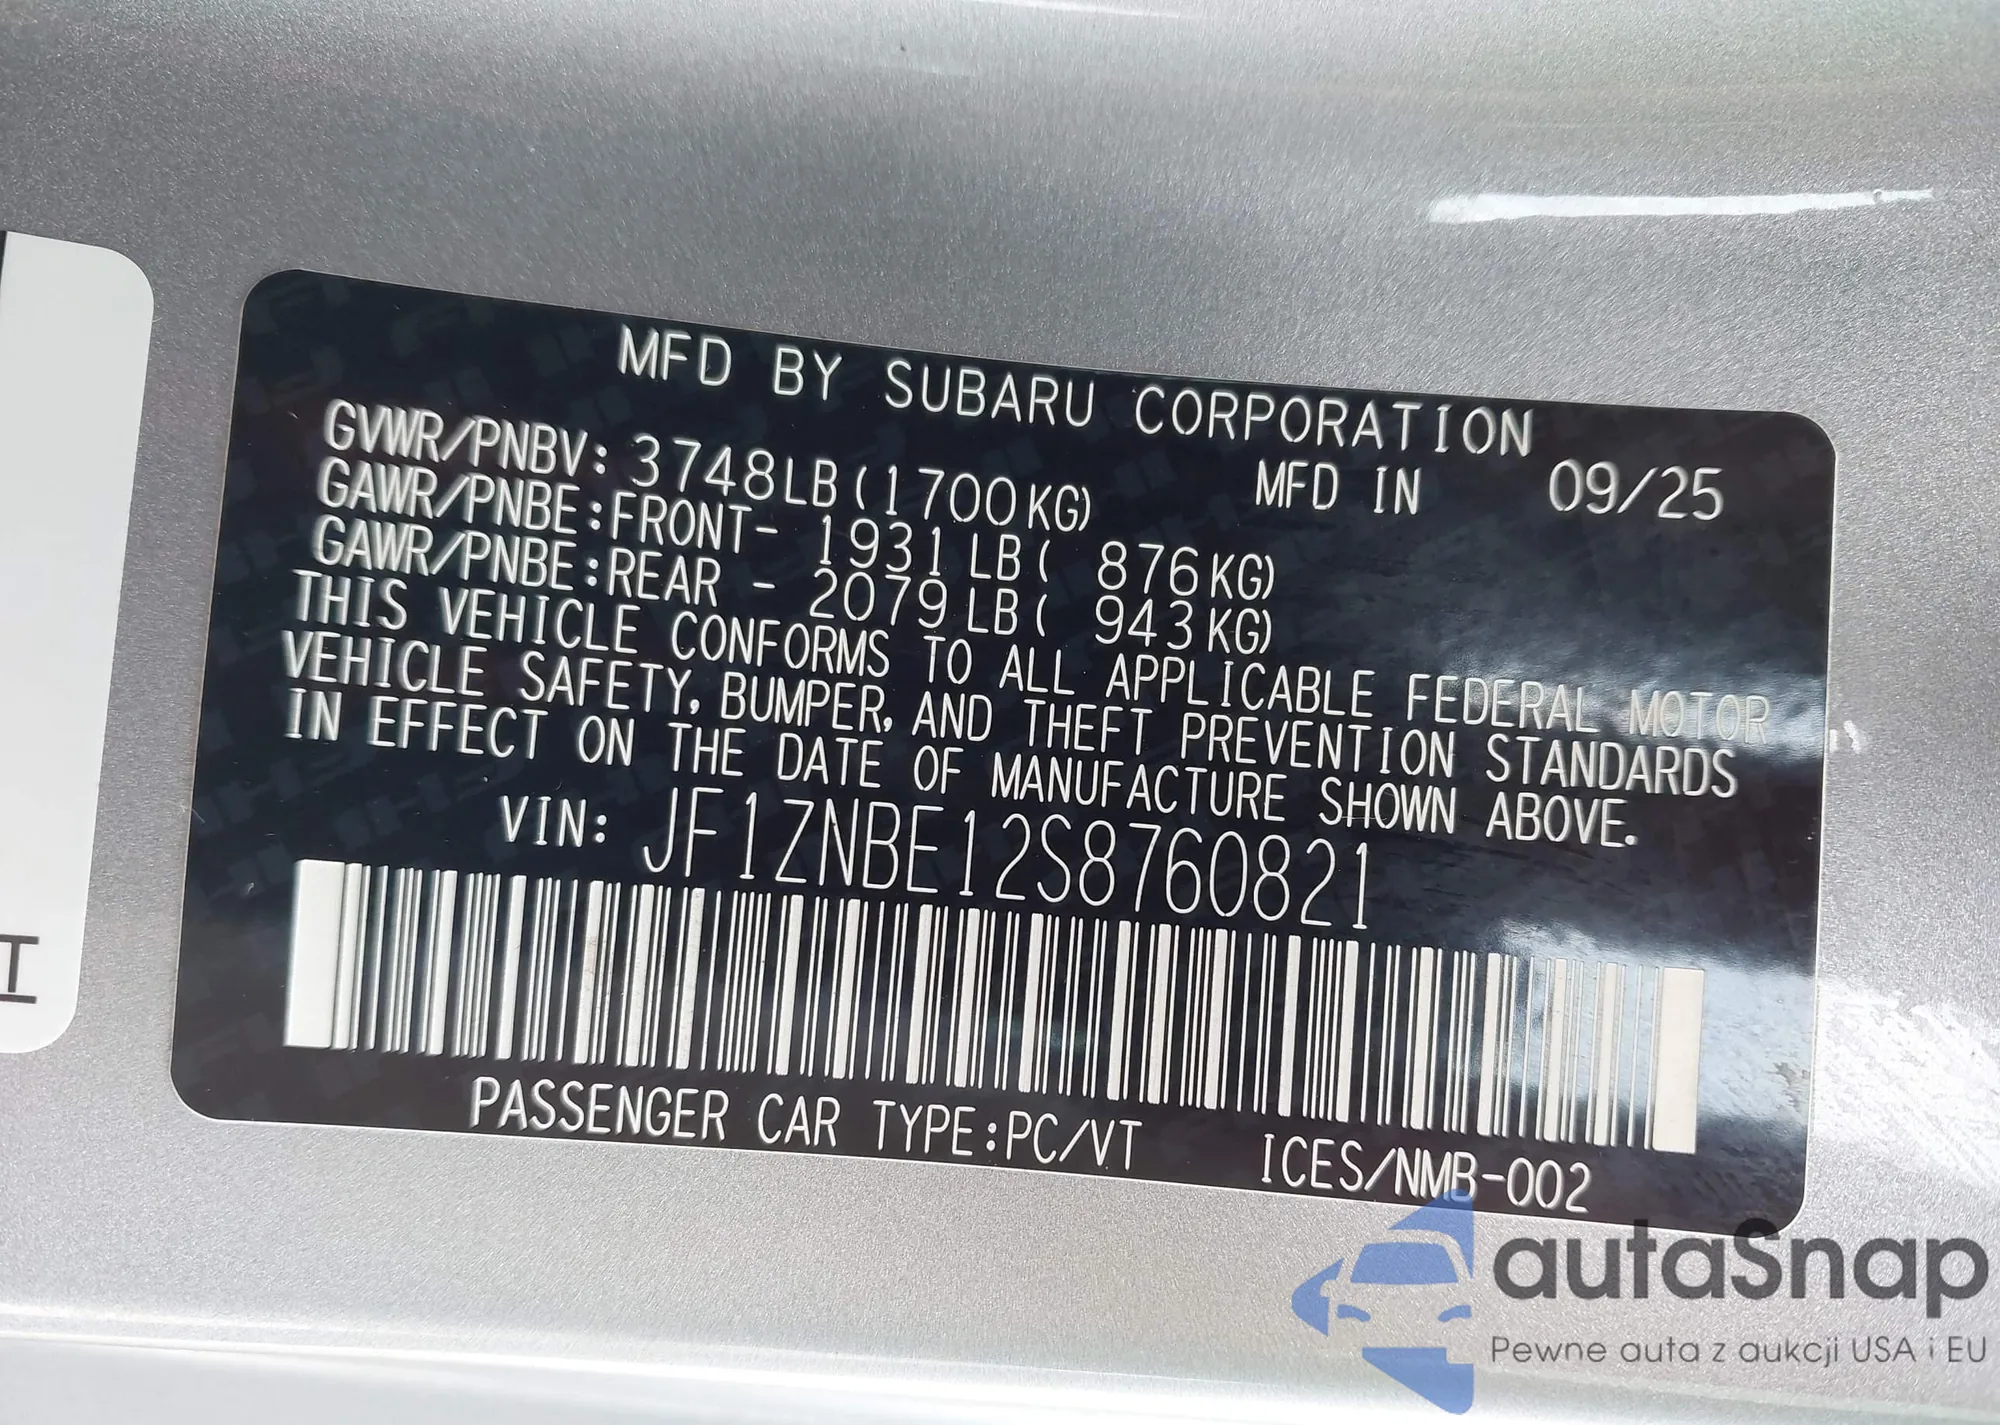 MFD BY SUBARU CORPORATION
GVWR/PNBV: 3748LB(1700KG) MFD IN 09/25
GAWR/PNBE:FRONT- 1931LB( 876KG)
GAWR/PNBE:REAR - 2079LB( 943KG)
THIS VEHICLE CONFORMS TO ALL APPLICABLE FEDERAL MOTOR
VEHICLE SAFETY, BUMPER, AND THEFT PREVENTION STANDARDS
IN EFFECT ON THE DATE OF MANUFACTURE SHOWN ABOVE.
VIN: JF1ZNBE12S8760821
PASSENGER CAR TYPE:PC/VT ICES/NMB-002
autaSnap
Pewne auta z aukcji USA i EU